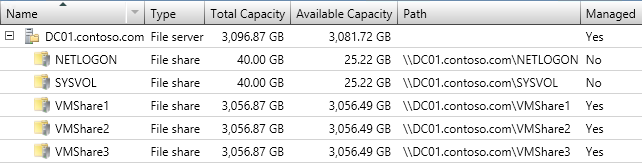 Name Type Total Capacity Available Capacity Path Managed
DC01.contoso.com File server 3,096.87 GB 3,081.72 GB Yes
NETLOGON File share 40.00 GB 25.22 GB \\DC01.contoso.com\NETLOGON No
SYSVOL File share 40.00 GB 25.22 GB \\DC01.contoso.com\SYSVOL No
VMShare1 File share 3,056.87 GB 3,056.49 GB \\DC01.contoso.com\VMShare1 Yes
VMShare2 File share 3,056.87 GB 3,056.49 GB \\DC01.contoso.com\VMShare2 Yes
VMShare3 File share 3,056.87 GB 3,056.49 GB \\DC01.contoso.com\VMShare3 Yes